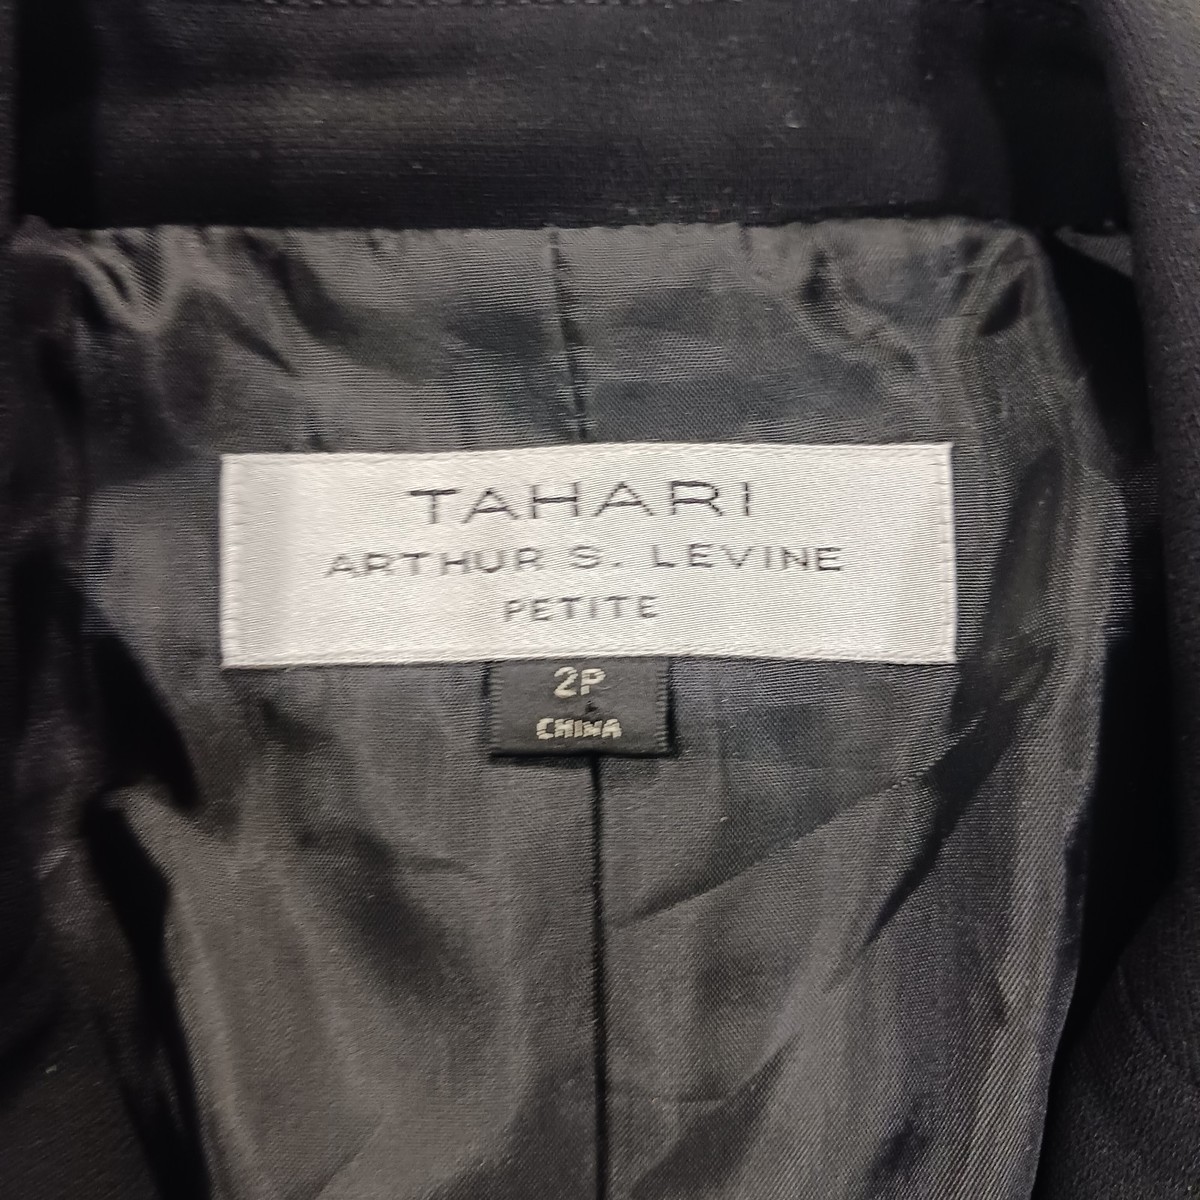 TAHARI
ARTHUR S. LEVINE
PETITE
2P
CHINA